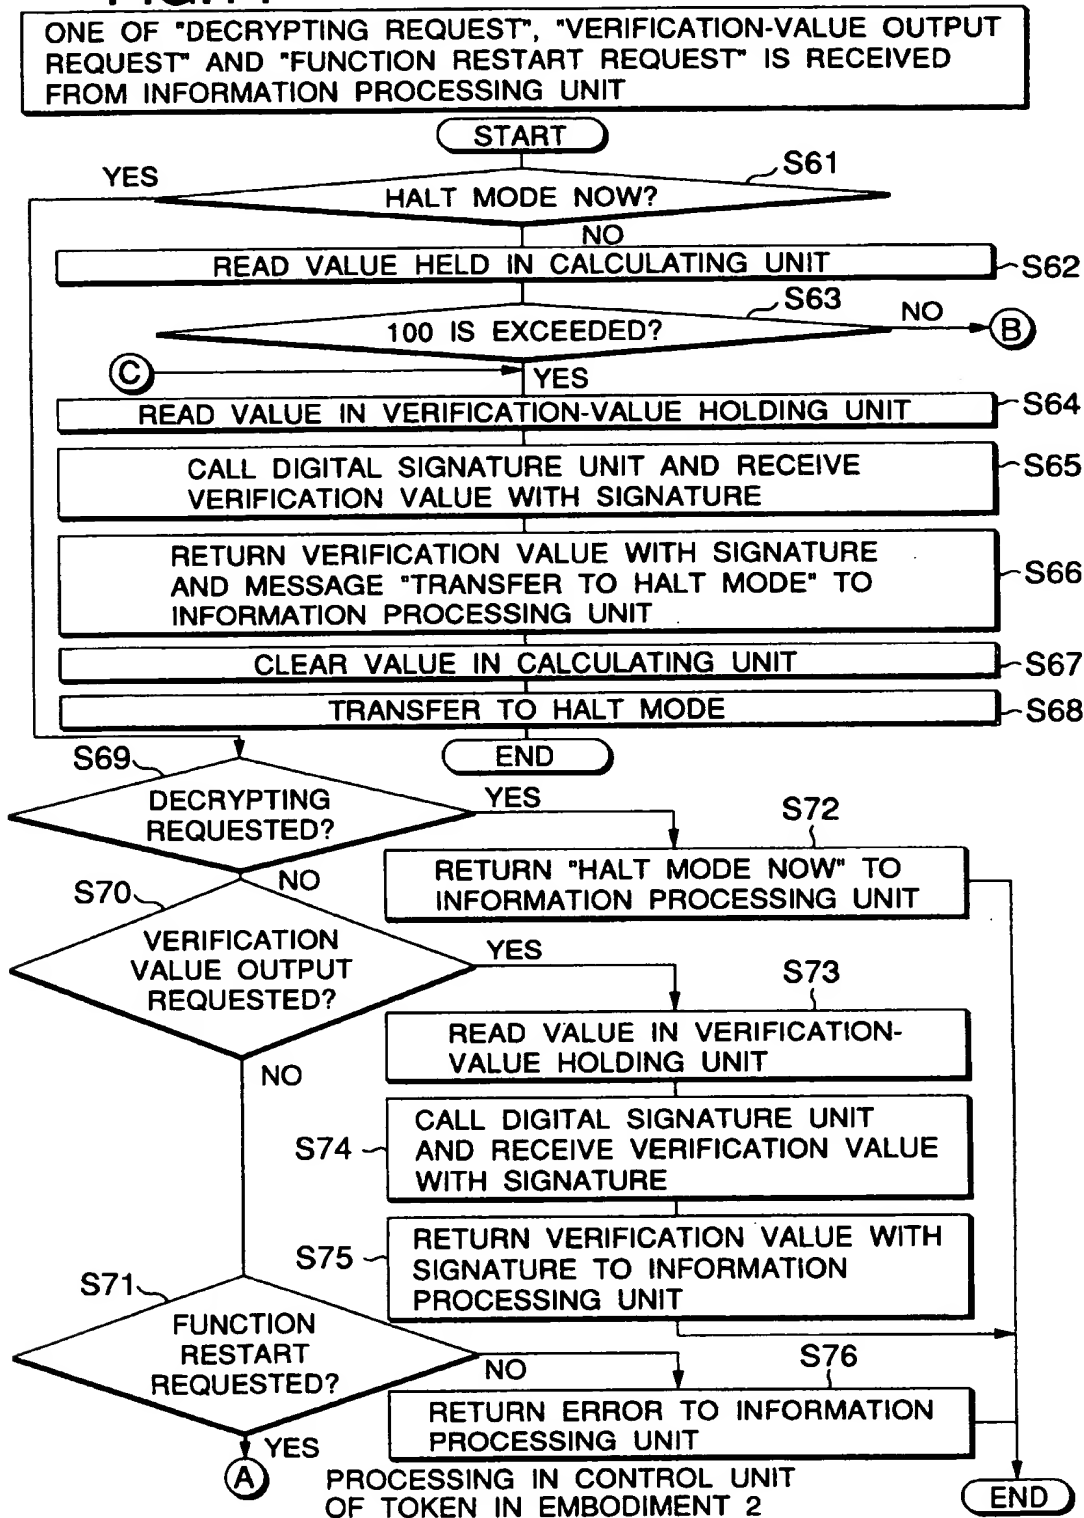 ONE OF "DECRYPTING REQUEST", "VERIFICATION-VALUE OUTPUT
REQUEST" AND "FUNCTION RESTART REQUEST" IS RECEIVED
FROM INFORMATION PROCESSING UNIT
START
YES
S61
HALT MODE NOW?
NO
READ VALUE HELD IN CALCULATING UNIT
S62
S63
100 IS EXCEEDED?
NO
B
C
YES
READ VALUE IN VERIFICATION-VALUE HOLDING UNIT
S64
CALL DIGITAL SIGNATURE UNIT AND RECEIVE
VERIFICATION VALUE WITH SIGNATURE
S65
RETURN VERIFICATION VALUE WITH SIGNATURE
AND MESSAGE "TRANSFER TO HALT MODE" TO
INFORMATION PROCESSING UNIT
S66
CLEAR VALUE IN CALCULATING UNIT
S67
TRANSFER TO HALT MODE
S68
END
S69
DECRYPTING
REQUESTED?
YES
S72
RETURN "HALT MODE NOW" TO
INFORMATION PROCESSING UNIT
NO
S70
VERIFICATION
VALUE OUTPUT
REQUESTED?
YES
S73
READ VALUE IN VERIFICATION-
VALUE HOLDING UNIT
NO
S74
CALL DIGITAL SIGNATURE UNIT
AND RECEIVE VERIFICATION VALUE
WITH SIGNATURE
S75
RETURN VERIFICATION VALUE WITH
SIGNATURE TO INFORMATION
PROCESSING UNIT
S71
FUNCTION
RESTART
REQUESTED?
NO
S76
RETURN ERROR TO INFORMATION
PROCESSING UNIT
YES
A
PROCESSING IN CONTROL UNIT
OF TOKEN IN EMBODIMENT 2
END